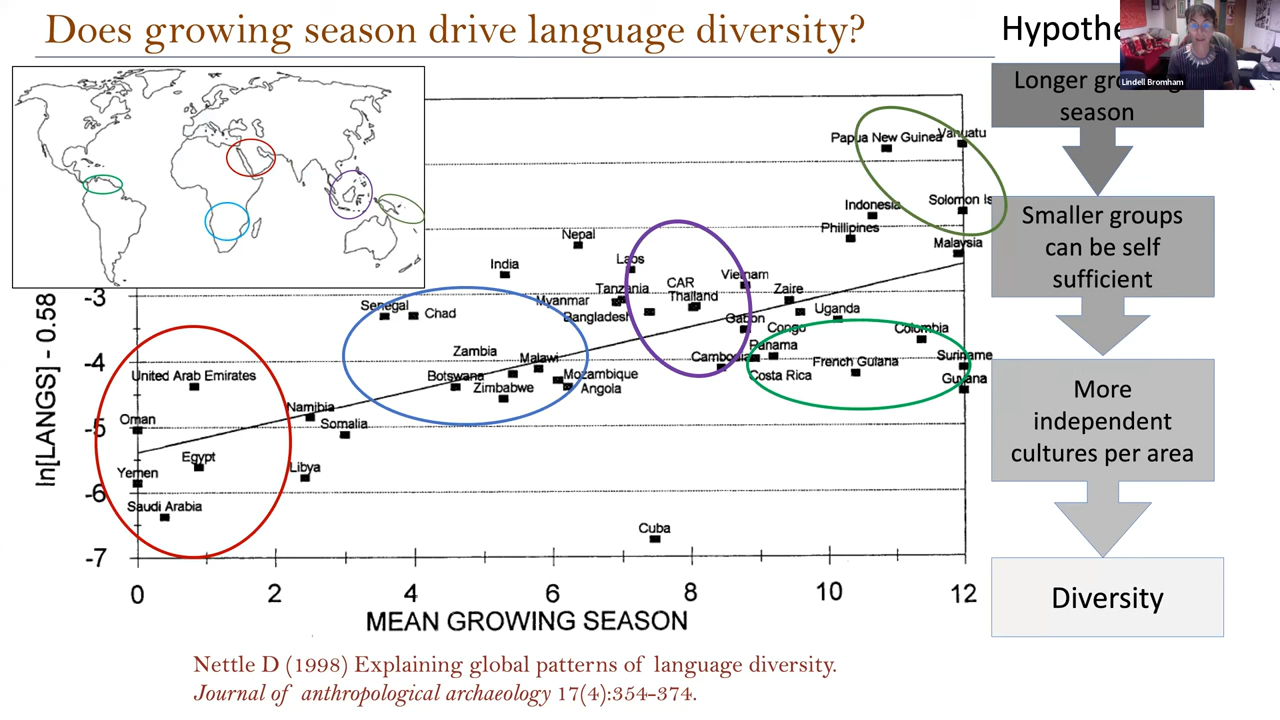 Does growing season drive language diversity?
Lindell Bromham
Longer
season
Smaller groups
can be self
sufficient
More
independent
cultures per area
Diversity
Papua New Guinea
Vanuatu
Solomon Is
Indonesia
Phillipines
Malaysia
Nepal
India
Laos
CAR
Vietnam
Tanzania
Thailand
Zaire
Myanmar
Bangladesh
Uganda
Gabon
Congo
Colombia
Senegal
Chad
Zambia
Malawi
Cambodia
Panama
French Guiana
Suriname
Botswana
Mozambique
Costa Rica
Guyana
Zimbabwe
Angola
United Arab Emirates
Oman
Namibia
Somalia
Egypt
Yemen
Libya
Saudi Arabia
Cuba
ln[LANGS] - 0.58
-3
-4
-5
-6
-7
0 2 4 6 8 10 12
MEAN GROWING SEASON
Nettle D (1998) Explaining global patterns of language diversity.
Journal of anthropological archaeology 17(4):354-374.